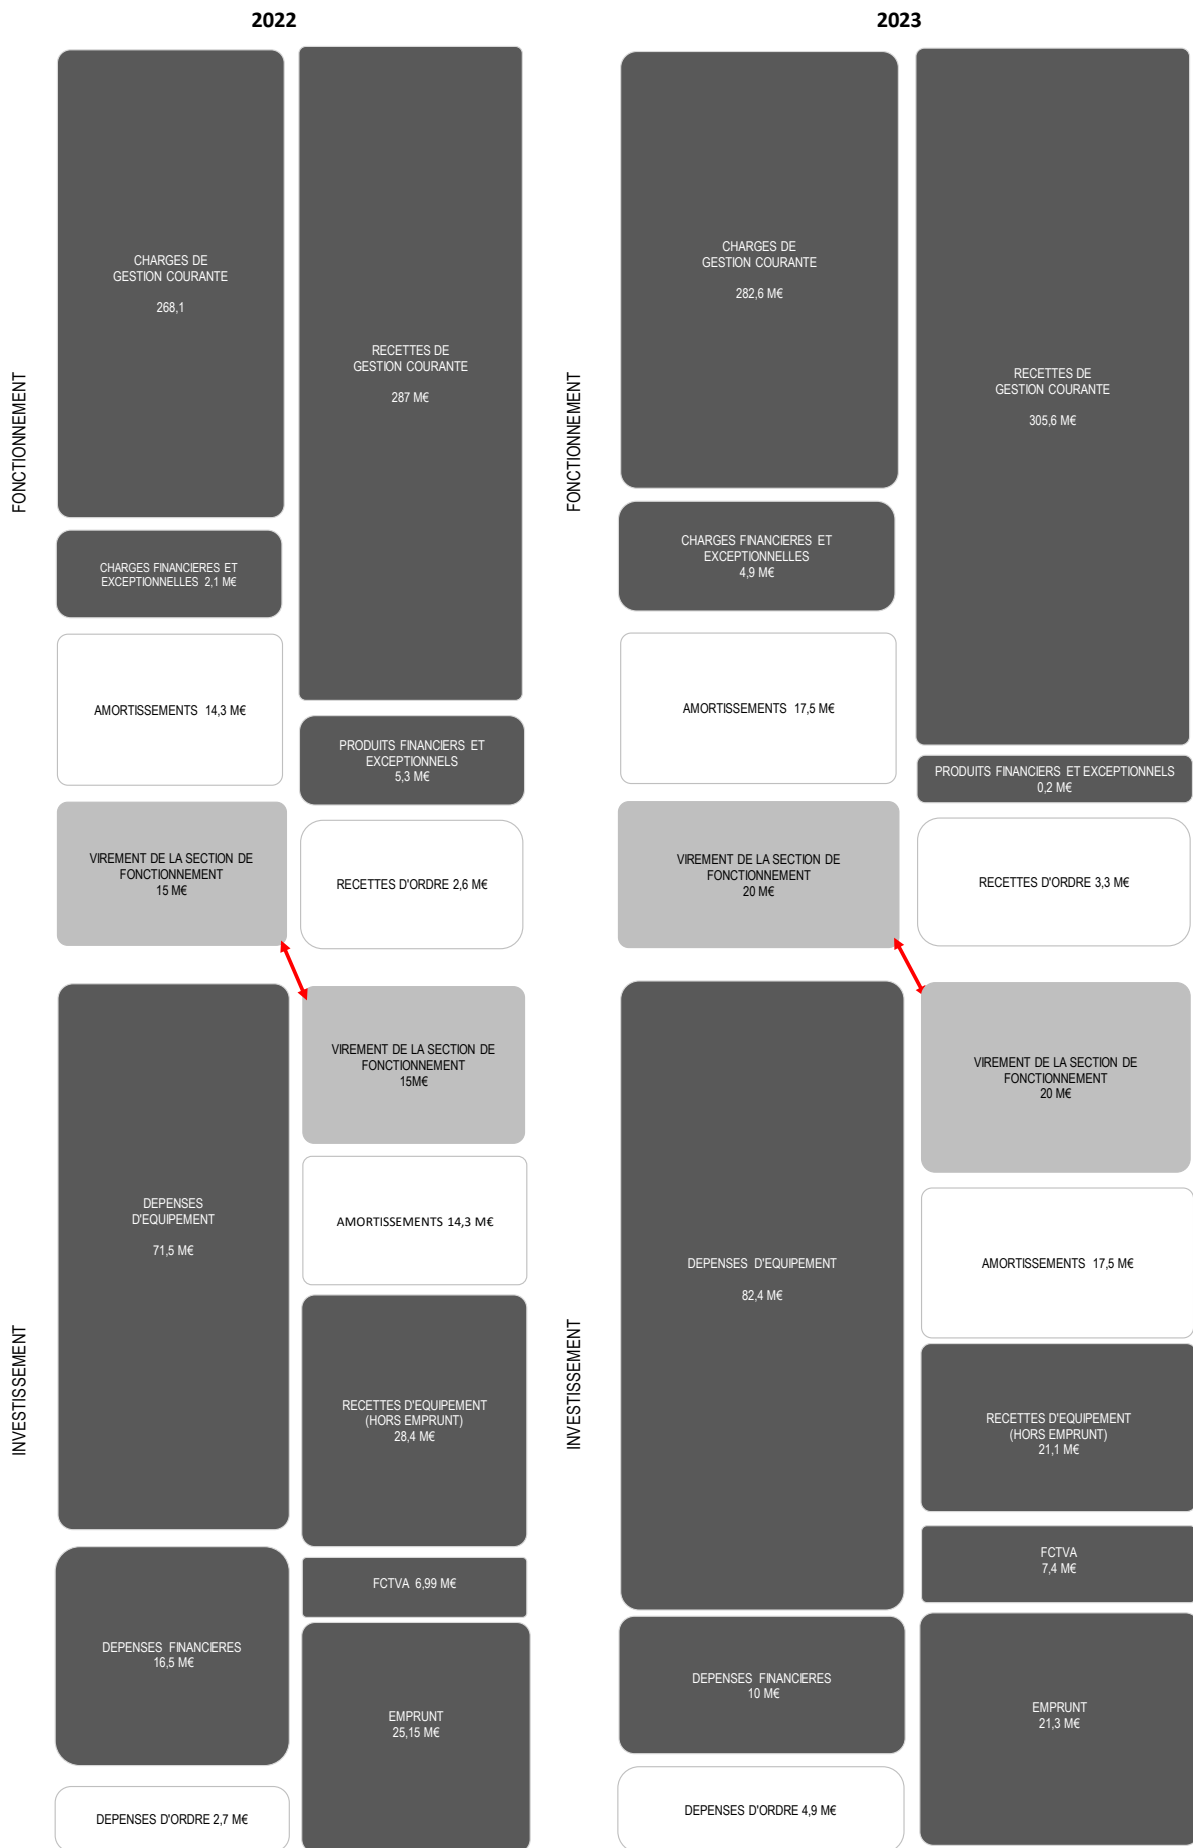 2022
FONCTIONNEMENT
CHARGES DE
GESTION COURANTE
268,1
CHARGES FINANCIERES ET
EXCEPTIONNELLES 2,1 M€
AMORTISSEMENTS 14,3 M€
VIREMENT DE LA SECTION DE
FONCTIONNEMENT
15 M€
RECETTES DE
GESTION COURANTE
287 M€
PRODUITS FINANCIERS ET
EXCEPTIONNELS
5,3 M€
RECETTES D'ORDRE 2,6 M€
INVESTISSEMENT
DEPENSES
D'EQUIPEMENT
71,5 M€
DEPENSES FINANCIERES
16,5 M€
DEPENSES D'ORDRE 2,7 M€
VIREMENT DE LA SECTION DE
FONCTIONNEMENT
15M€
AMORTISSEMENTS 14,3 M€
RECETTES D'EQUIPEMENT
(HORS EMPRUNT)
28,4 M€
FCTVA 6,99 M€
EMPRUNT
25,15 M€
2023
FONCTIONNEMENT
CHARGES DE
GESTION COURANTE
282,6 M€
CHARGES FINANCIERES ET
EXCEPTIONNELLES
4,9 M€
AMORTISSEMENTS 17,5 M€
VIREMENT DE LA SECTION DE
FONCTIONNEMENT
20 M€
RECETTES DE
GESTION COURANTE
305,6 M€
PRODUITS FINANCIERS ET EXCEPTIONNELS
0,2 M€
RECETTES D'ORDRE 3,3 M€
INVESTISSEMENT
DEPENSES D'EQUIPEMENT
82,4 M€
DEPENSES FINANCIERES
10 M€
DEPENSES D'ORDRE 4,9 M€
VIREMENT DE LA SECTION DE
FONCTIONNEMENT
20 M€
AMORTISSEMENTS 17,5 M€
RECETTES D'EQUIPEMENT
(HORS EMPRUNT)
21,1 M€
FCTVA
7,4 M€
EMPRUNT
21,3 M€